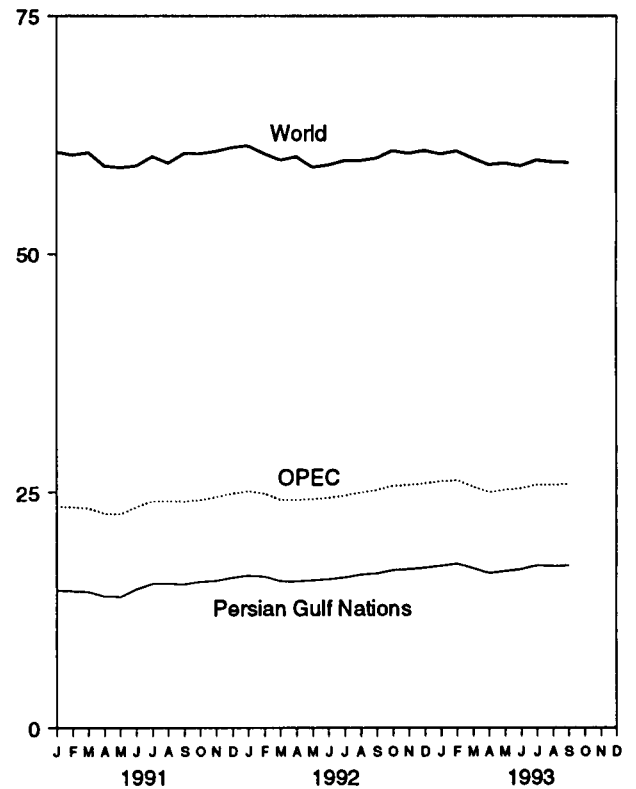 75
World
50
OPEC
25
Persian Gulf Nations
0
J F M A M J J A S O N D J F M A M J J A S O N D J F M A M J J A S O N D
1991 1992 1993